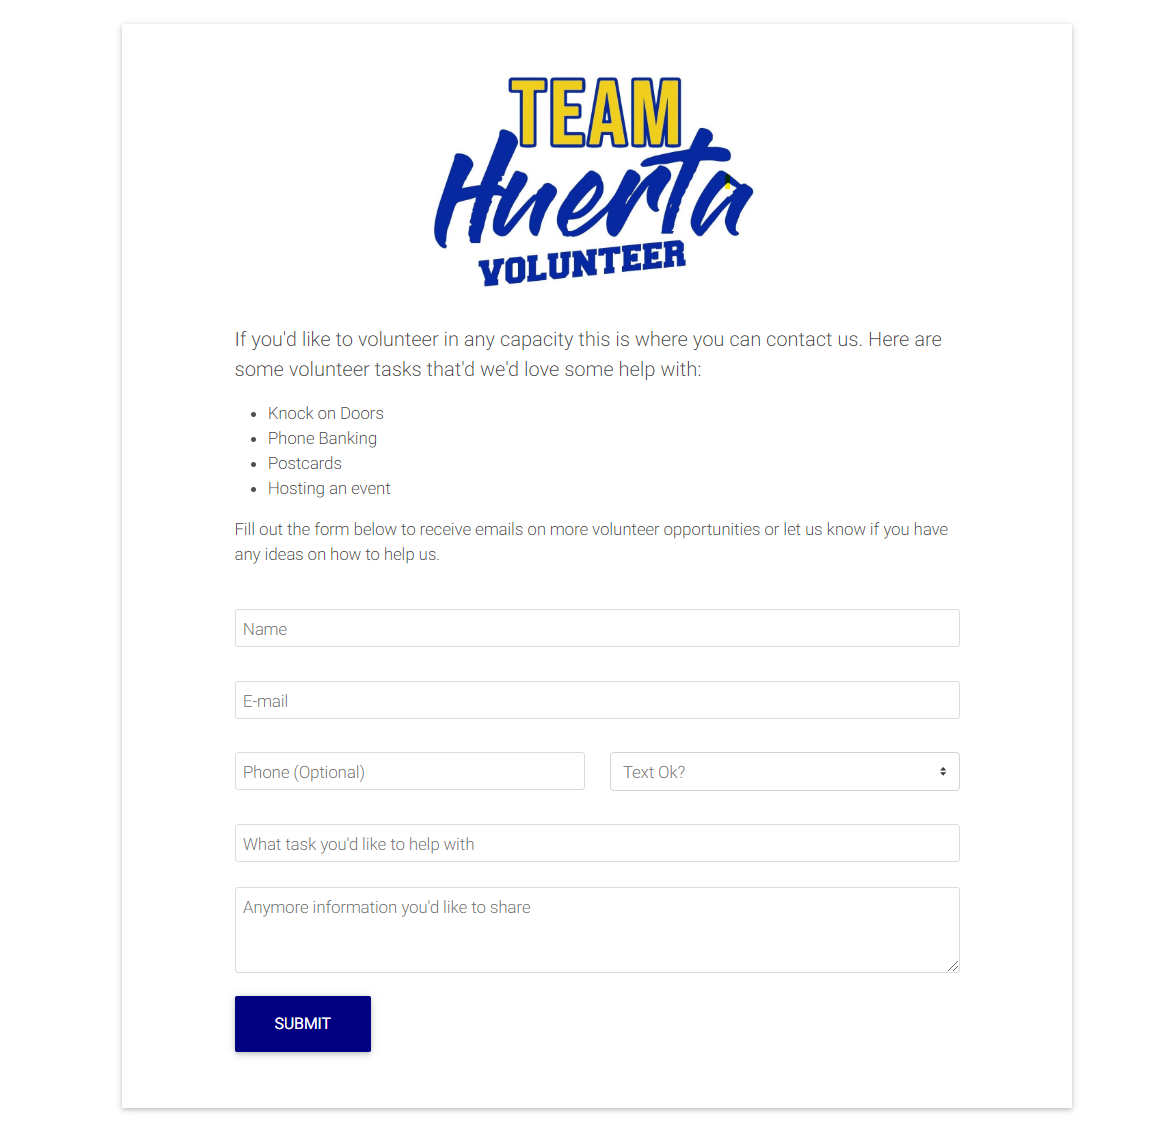 TEAM
Huerta
VOLUNTEER
If you'd like to volunteer in any capacity this is where you can contact us. Here are
some volunteer tasks that'd we'd love some help with:
Knock on Doors
Phone Banking
Postcards
Hosting an event
Fill out the form below to receive emails on more volunteer opportunities or let us know if you have
any ideas on how to help us.
Name
E-mail
Phone (Optional)
Text Ok?
What task you'd like to help with
Anymore information you'd like to share
SUBMIT